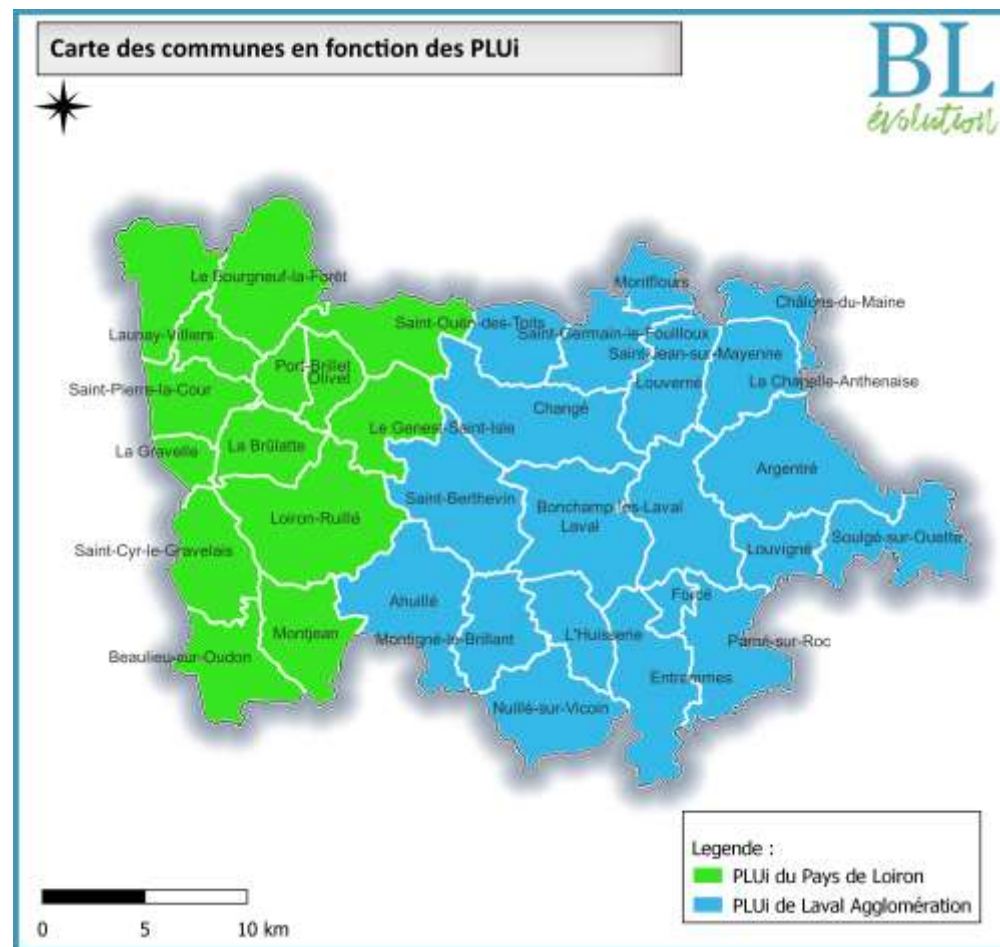 Carte des communes en fonction des PLUi
BL
évolution
Le Bourgneuf-la-Forêt
Montflours
Châlons-du-Maine
Launay-Villiers
Saint-Ouën-des-Toits
Saint-Germain-le-Fouilloux
Saint-Jean-sur-Mayenne
Port-Brillet
Olivet
Louverné
La Chapelle-Anthenaise
Saint-Pierre-la-Cour
Changé
Le Genest-Saint-Isle
La Gravelle
La Brûlatte
Argentré
Saint-Berthevin
Bonchamp-lès-Laval
Laval
Loiron-Ruillé
Soulgé-sur-Ouette
Saint-Cyr-le-Gravelais
Louvigné
Ahuillé
Forcé
Montjean
Montigné-le-Brillant
L'Huisserie
Parné-sur-Roc
Beaulieu-sur-Oudon
Entrammes
Nuillé-sur-Vicoin
Legende :
PLUi du Pays de Loiron
PLUi de Laval Agglomération
0 5 10 km